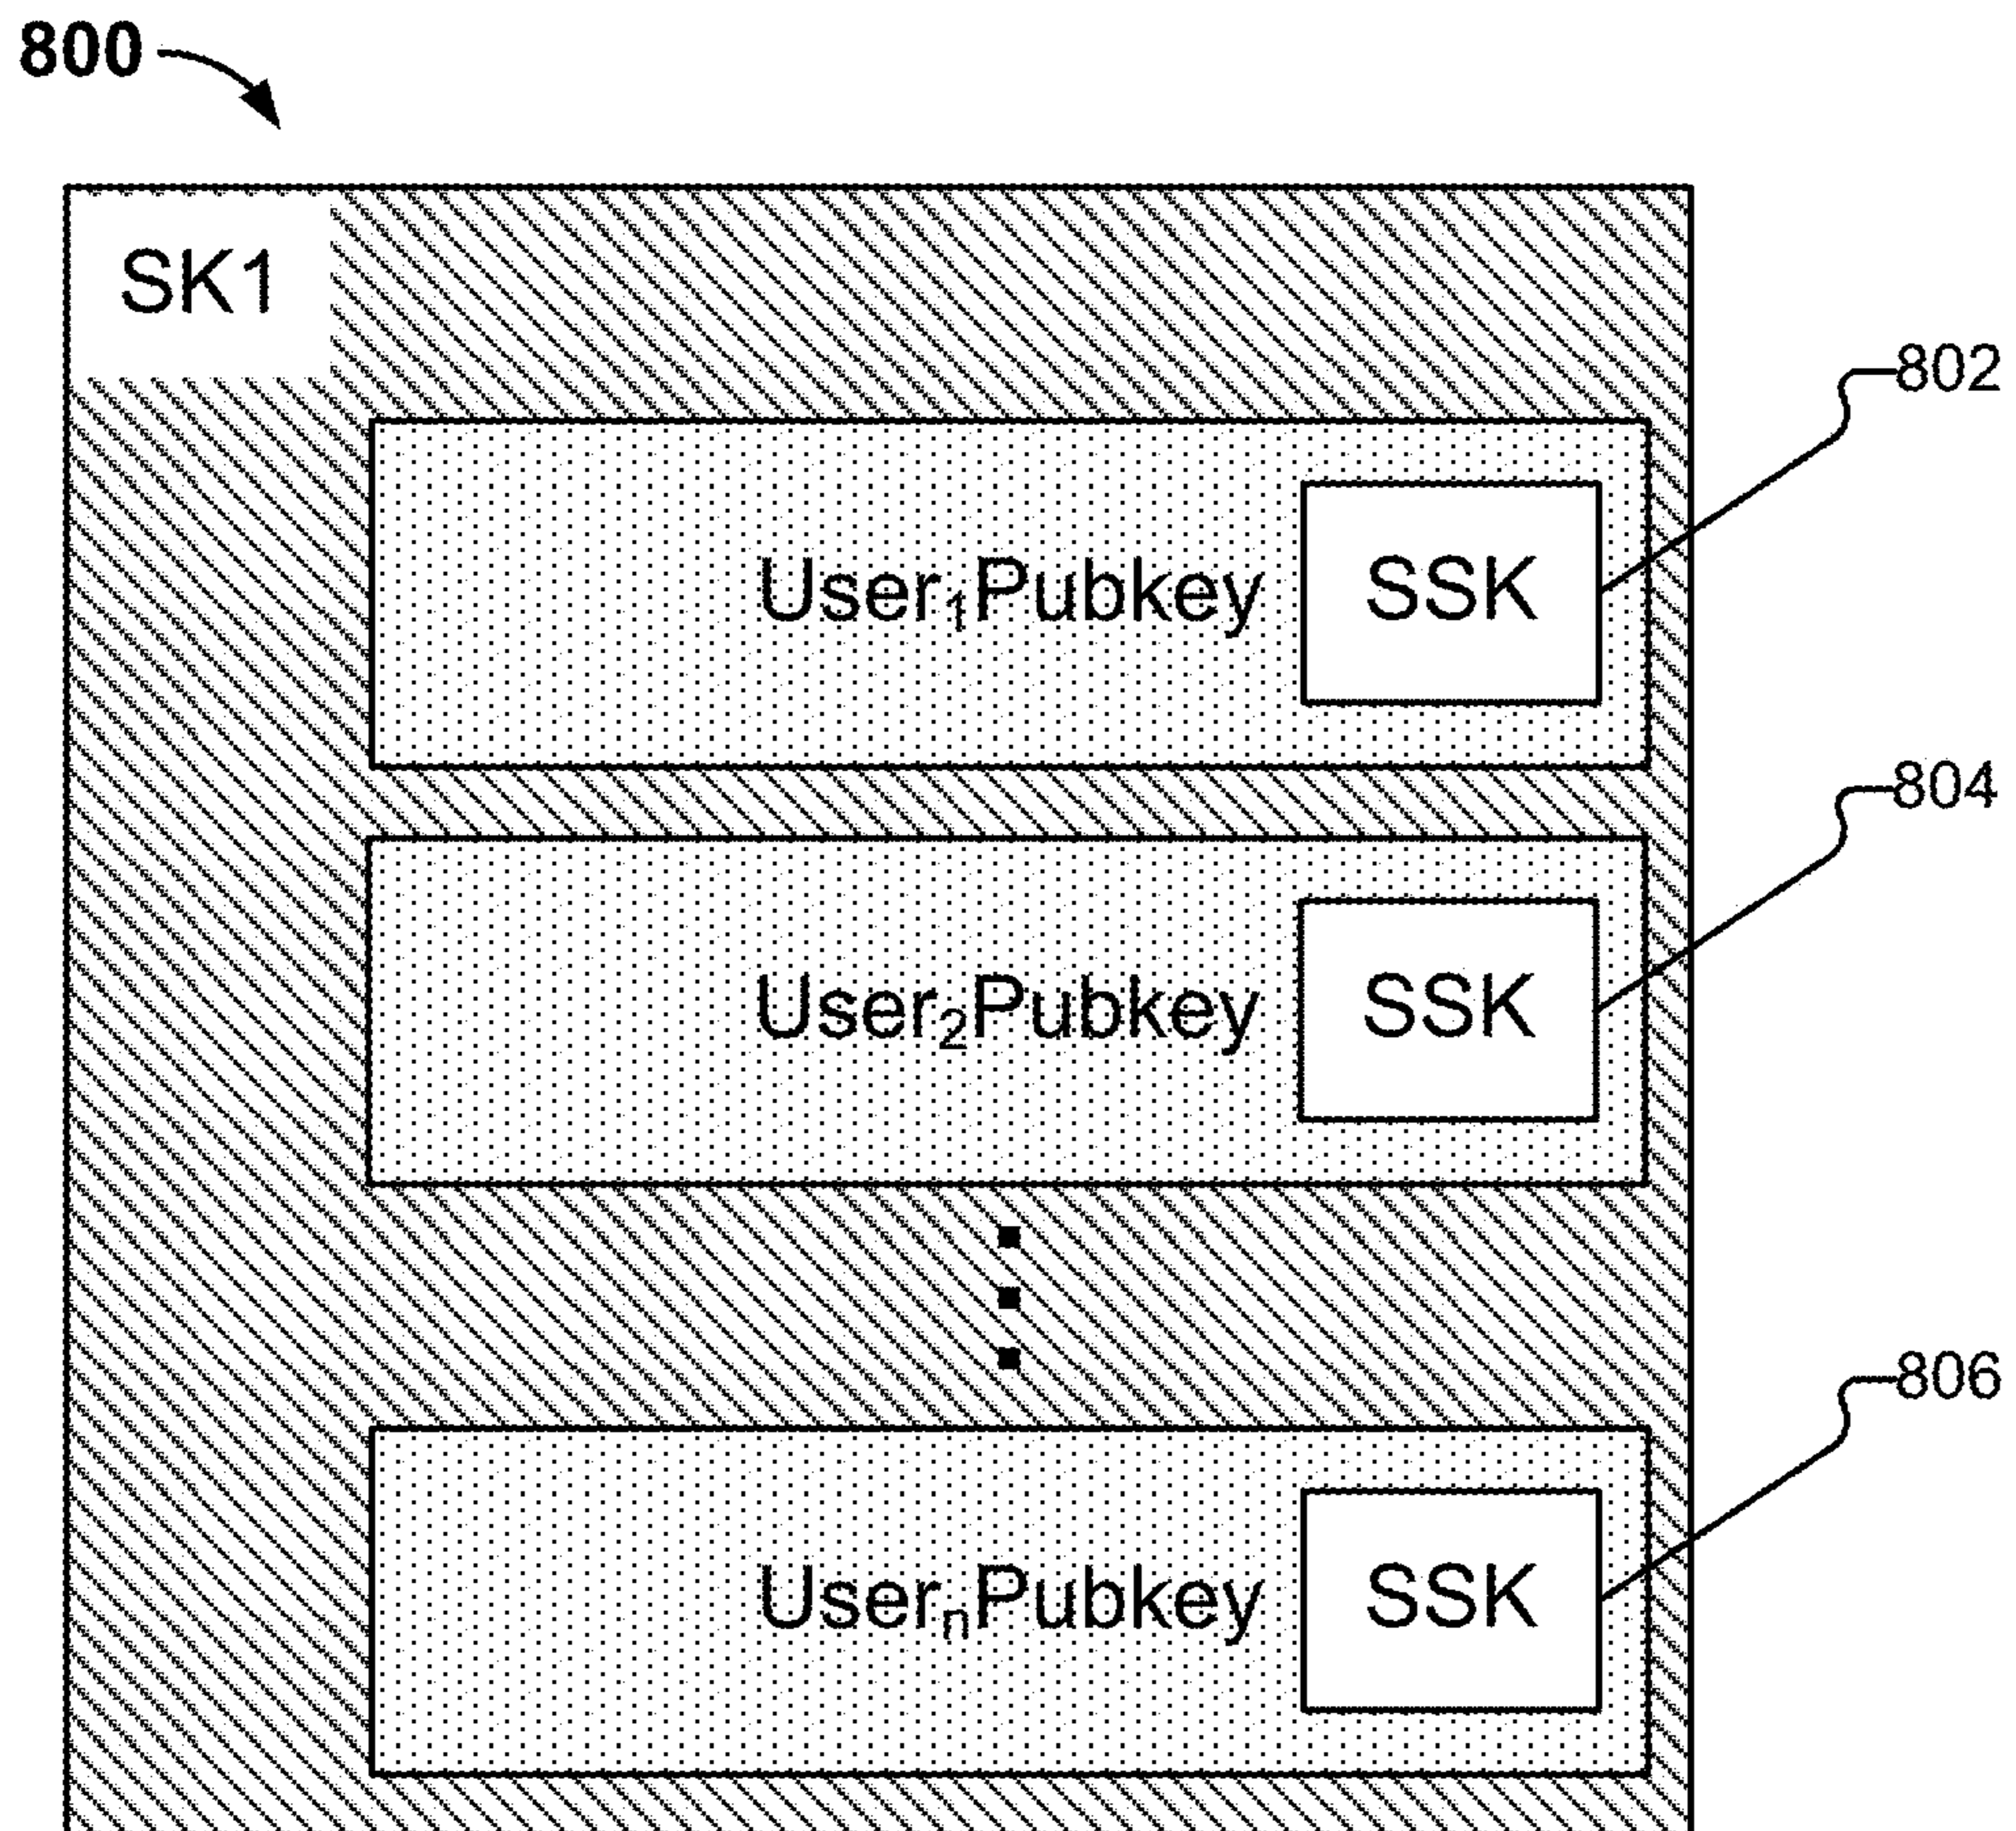 800
SK1
802
User₁Pubkey SSK
804
User₂Pubkey SSK
806
UserₙPubkey SSK